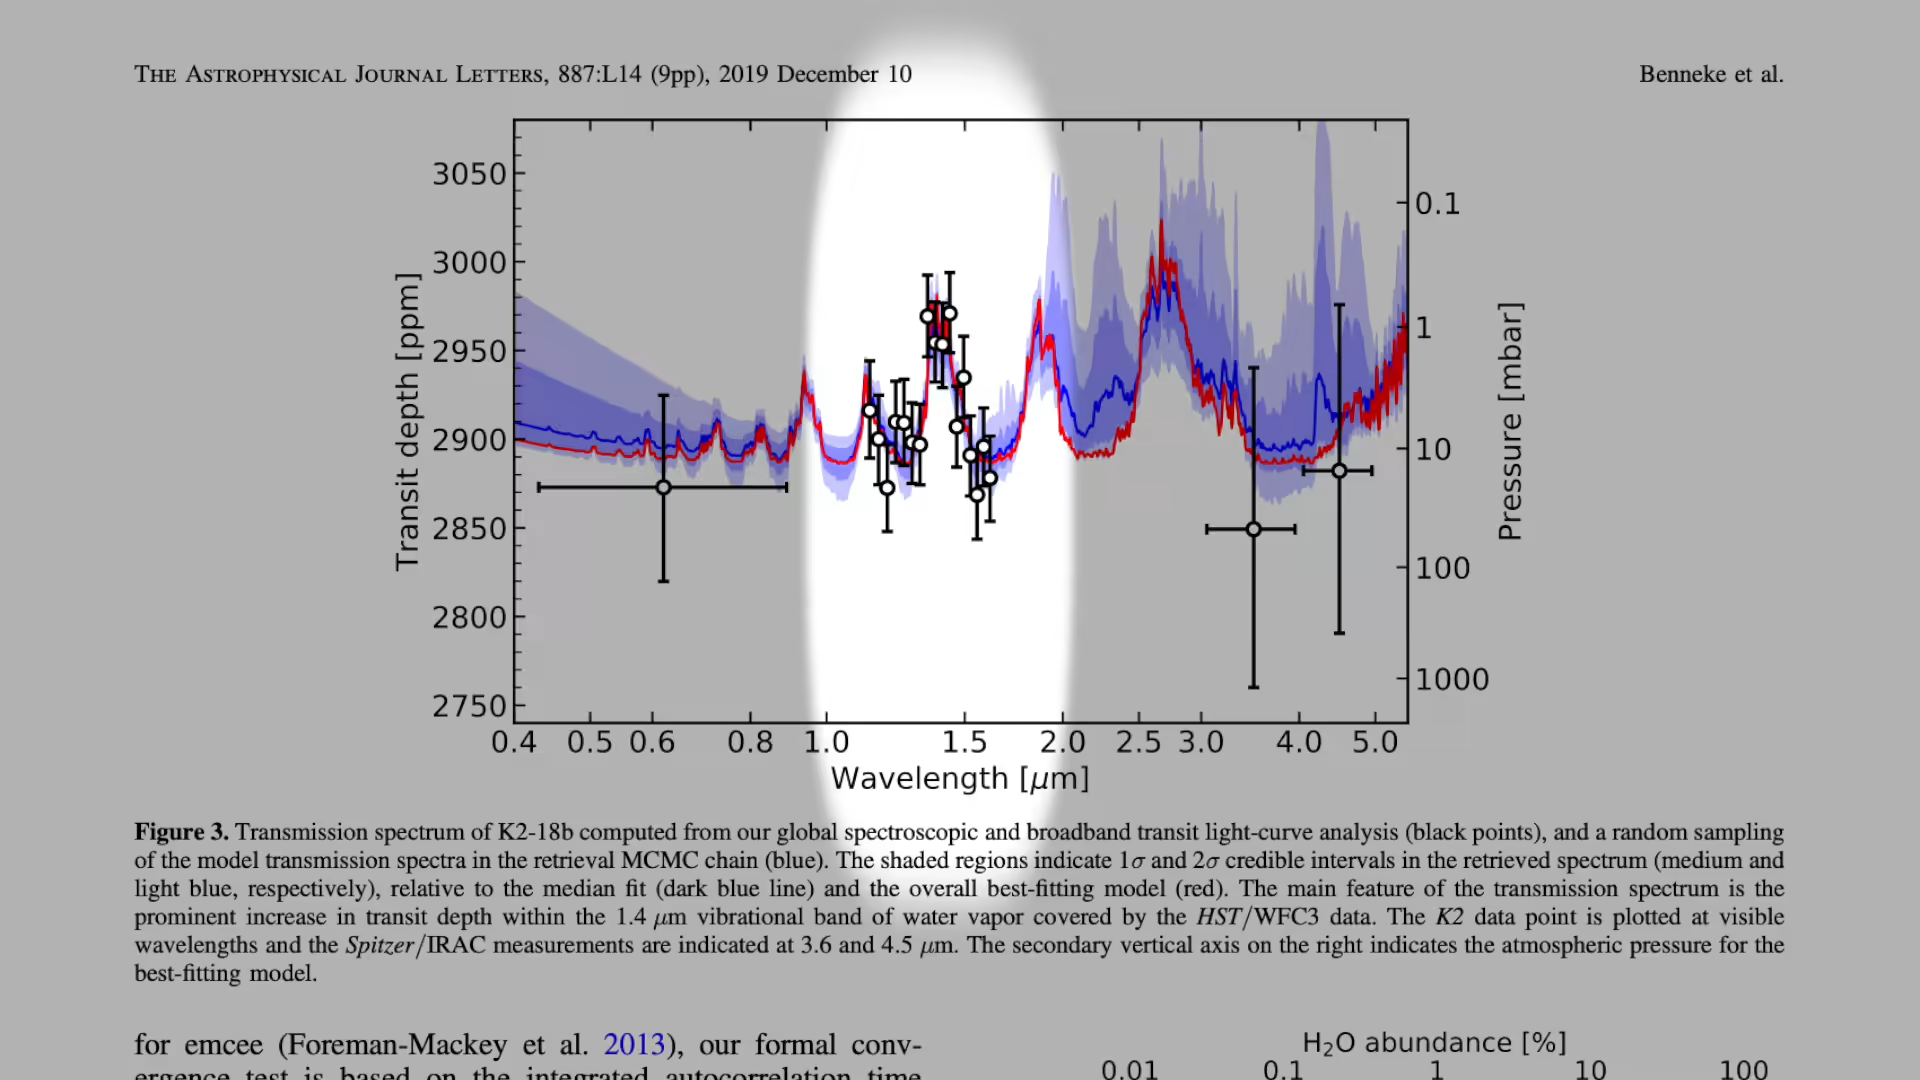 THE ASTROPHYSICAL JOURNAL LETTERS, 887:L14 (9pp), 2019 December 10
Benneke et al.
3050
3000
2950
2900
2850
2800
2750
Transit depth [ppm]
0.1
1
10
100
1000
Pressure [mbar]
0.4 0.5 0.6 0.8 1.0 1.5 2.0 2.5 3.0 4.0 5.0
Wavelength [μm]
Figure 3. Transmission spectrum of K2-18b computed from our global spectroscopic and broadband transit light-curve analysis (black points), and a random sampling
of the model transmission spectra in the retrieval MCMC chain (blue). The shaded regions indicate 1σ and 2σ credible intervals in the retrieved spectrum (medium and
light blue, respectively), relative to the median fit (dark blue line) and the overall best-fitting model (red). The main feature of the transmission spectrum is the
prominent increase in transit depth within the 1.4 μm vibrational band of water vapor covered by the HST/WFC3 data. The K2 data point is plotted at visible
wavelengths and the Spitzer/IRAC measurements are indicated at 3.6 and 4.5 μm. The secondary vertical axis on the right indicates the atmospheric pressure for the
best-fitting model.
for emcee (Foreman-Mackey et al. 2013), our formal conv-
ergence test is based on the integrated autocorrelation time
H₂O abundance [%]
0.01 0.1 1 10 100